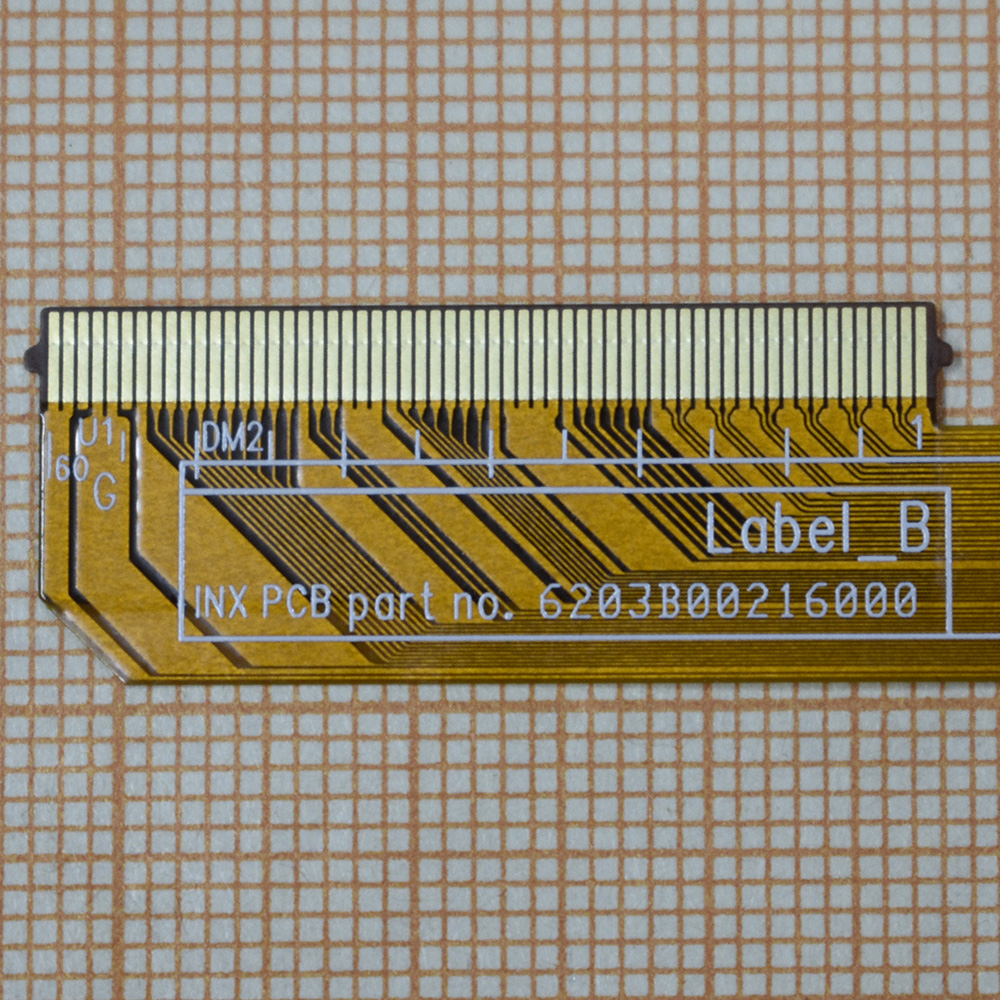 U1 DM2 1
60
G
Label_B
INX PCB part no. 6203B00216000